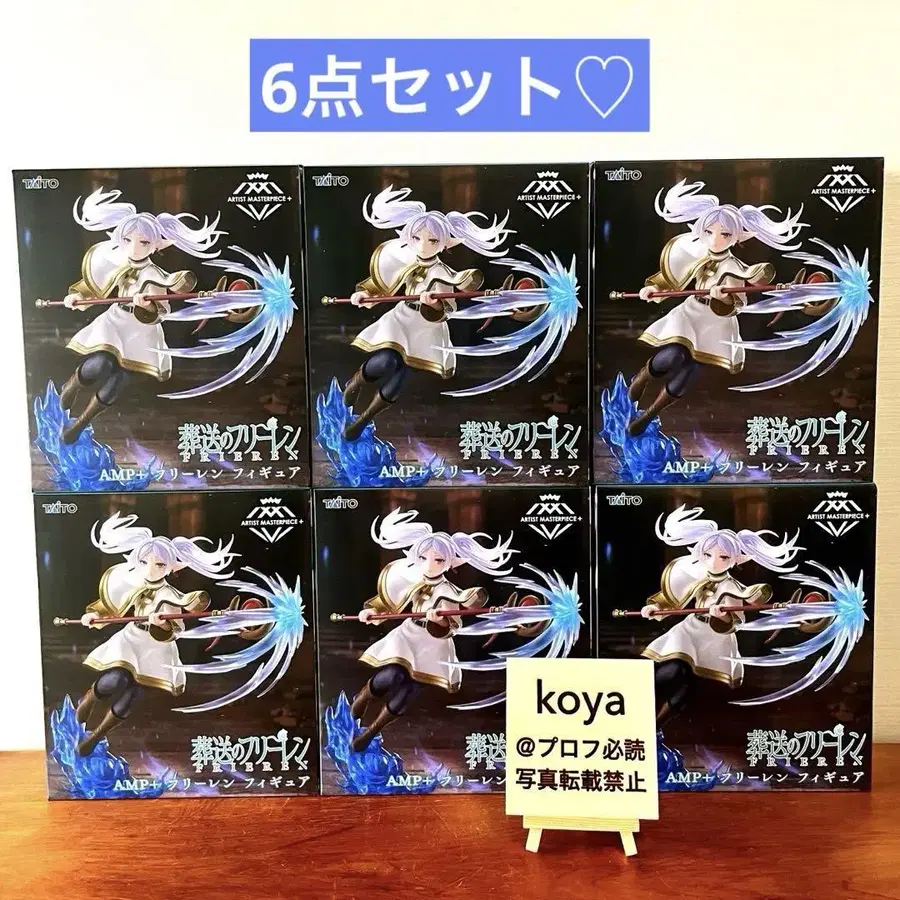 6点セット♡
TAITO
ARTIST MASTERPIECE+
葬送のフリーレン
FRIEREN
AMP+ フリーレン フィギュア
TAITO
ARTIST MASTERPIECE+
葬送のフリーレン
FRIEREN
AMP+ フリーレン フィギュア
TAITO
ARTIST MASTERPIECE+
葬送のフリーレン
FRIEREN
AMP+ フリーレン フィギュア
TAITO
ARTIST MASTERPIECE+
葬送のフリーレン
FRIEREN
AMP+ フリーレン フィギュア
TAITO
ARTIST MASTERPIECE+
葬
AMP+ フリーレン
ARTIST MASTERPIECE+
葬送のフリーレン
FRIEREN
AMP+ フリーレン フィギュア
koya
@プロフ必読
写真転載禁止